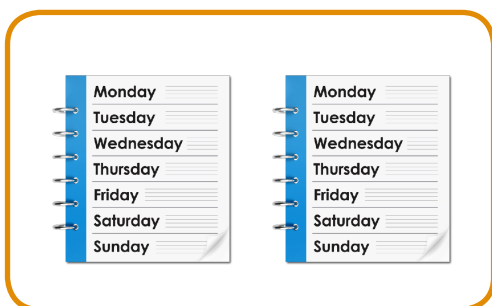 Monday
Tuesday
Wednesday
Thursday
Friday
Saturday
Sunday
Monday
Tuesday
Wednesday
Thursday
Friday
Saturday
Sunday